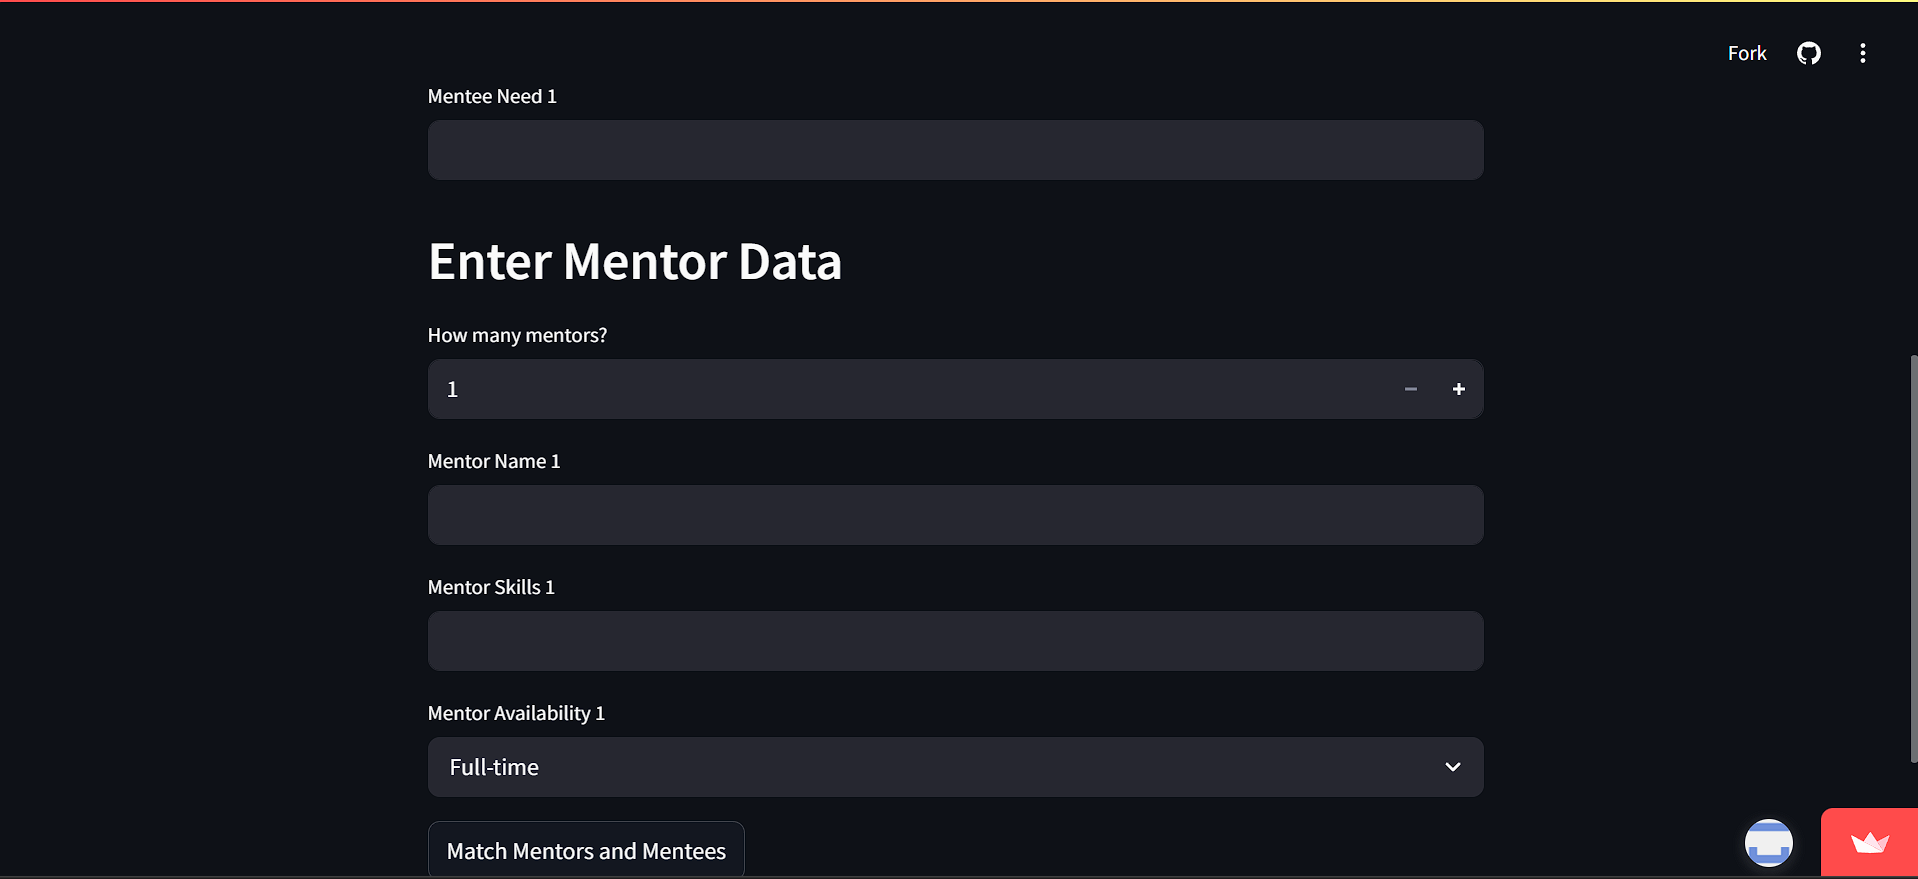 Fork
Mentee Need 1
Enter Mentor Data
How many mentors?
1
Mentor Name 1
Mentor Skills 1
Mentor Availability 1
Full-time
Match Mentors and Mentees